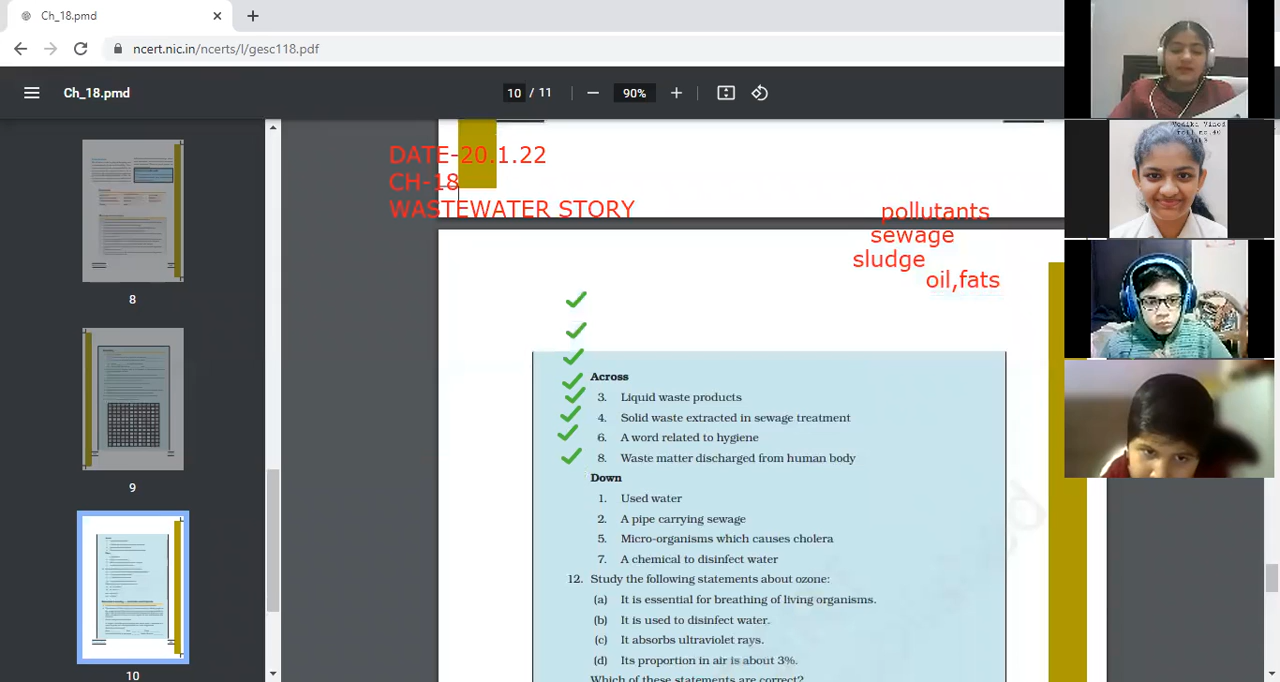 Ch_18.pmd
ncert.nic.in/ncerts/l/gesc118.pdf
Ch_18.pmd
10 / 11
90%
8
9
10
DATE-20.1.22
CH-18
WASTEWATER STORY
pollutants
sewage
sludge
oil,fats
Across
3. Liquid waste products
4. Solid waste extracted in sewage treatment
6. A word related to hygiene
8. Waste matter discharged from human body
Down
1. Used water
2. A pipe carrying sewage
5. Micro-organisms which causes cholera
7. A chemical to disinfect water
12. Study the following statements about ozone:
(a) It is essential for breathing of living organisms.
(b) It is used to disinfect water.
(c) It absorbs ultraviolet rays.
(d) Its proportion in air is about 3%.
Which of these statements are correct?
Vedika Vinod
roll no.40